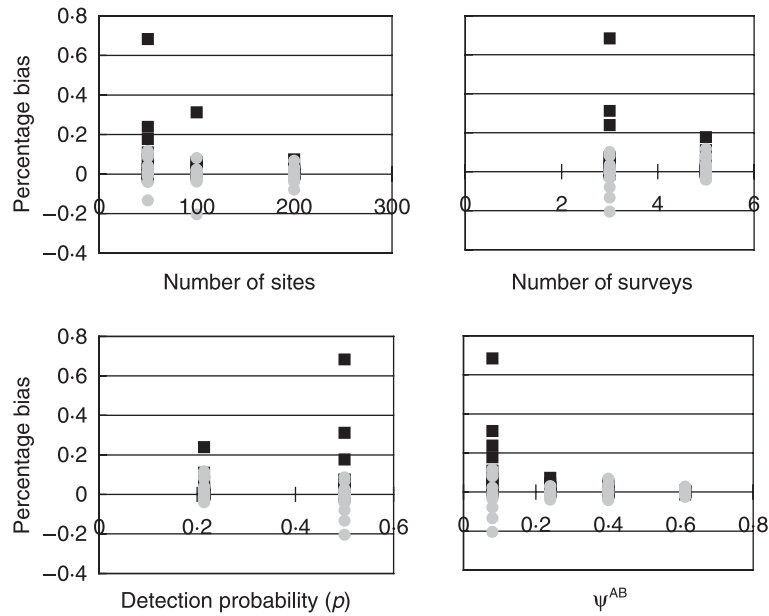 0·8
0·6
0·4
0·2
0
−0·2
−0·4
Percentage bias
0 100 200 300
Number of sites
0 2 4 6
Number of surveys
0·8
0·6
0·4
0·2
0
−0·2
−0·4
Percentage bias
0 0·2 0·4 0·6
Detection probability (p)
0 0·2 0·4 0·6 0·8
ψAB